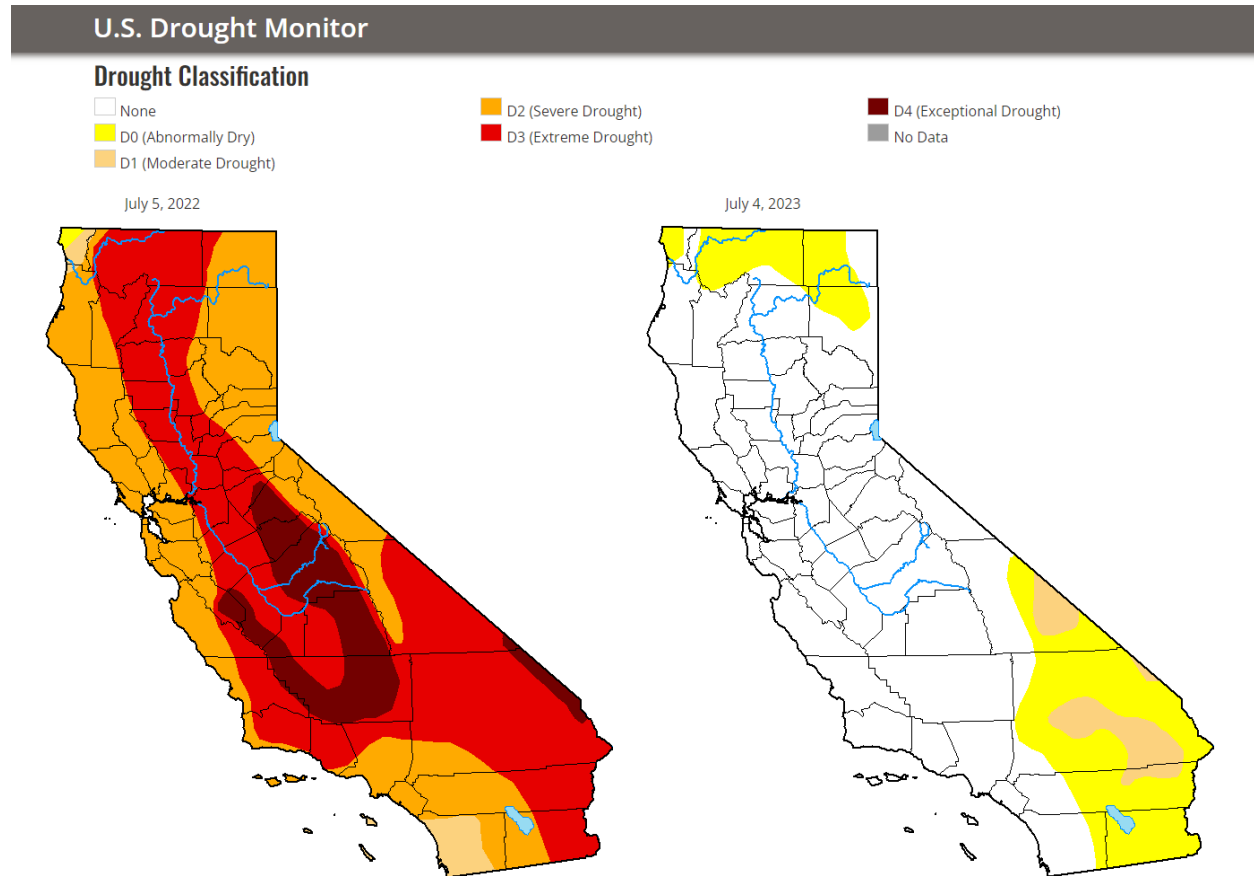 U.S. Drought Monitor
Drought Classification
None
D0 (Abnormally Dry)
D1 (Moderate Drought)
D2 (Severe Drought)
D3 (Extreme Drought)
D4 (Exceptional Drought)
No Data
July 5, 2022
July 4, 2023